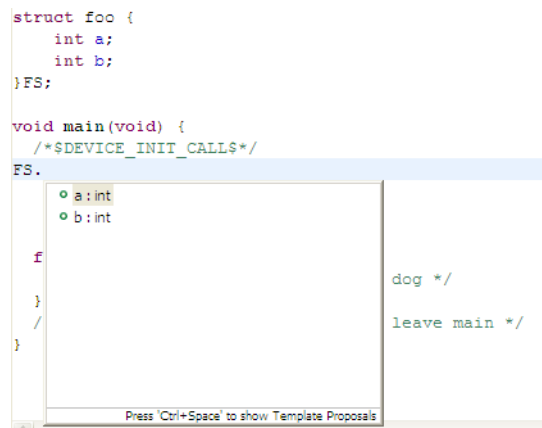 struct foo {
    int a;
    int b;
}FS;
void main(void) {
  /*$DEVICE_INIT_CALL$*/
FS.
a : int
b : int
  f
dog */
  }
  /
leave main */
}
Press 'Ctrl+Space' to show Template Proposals